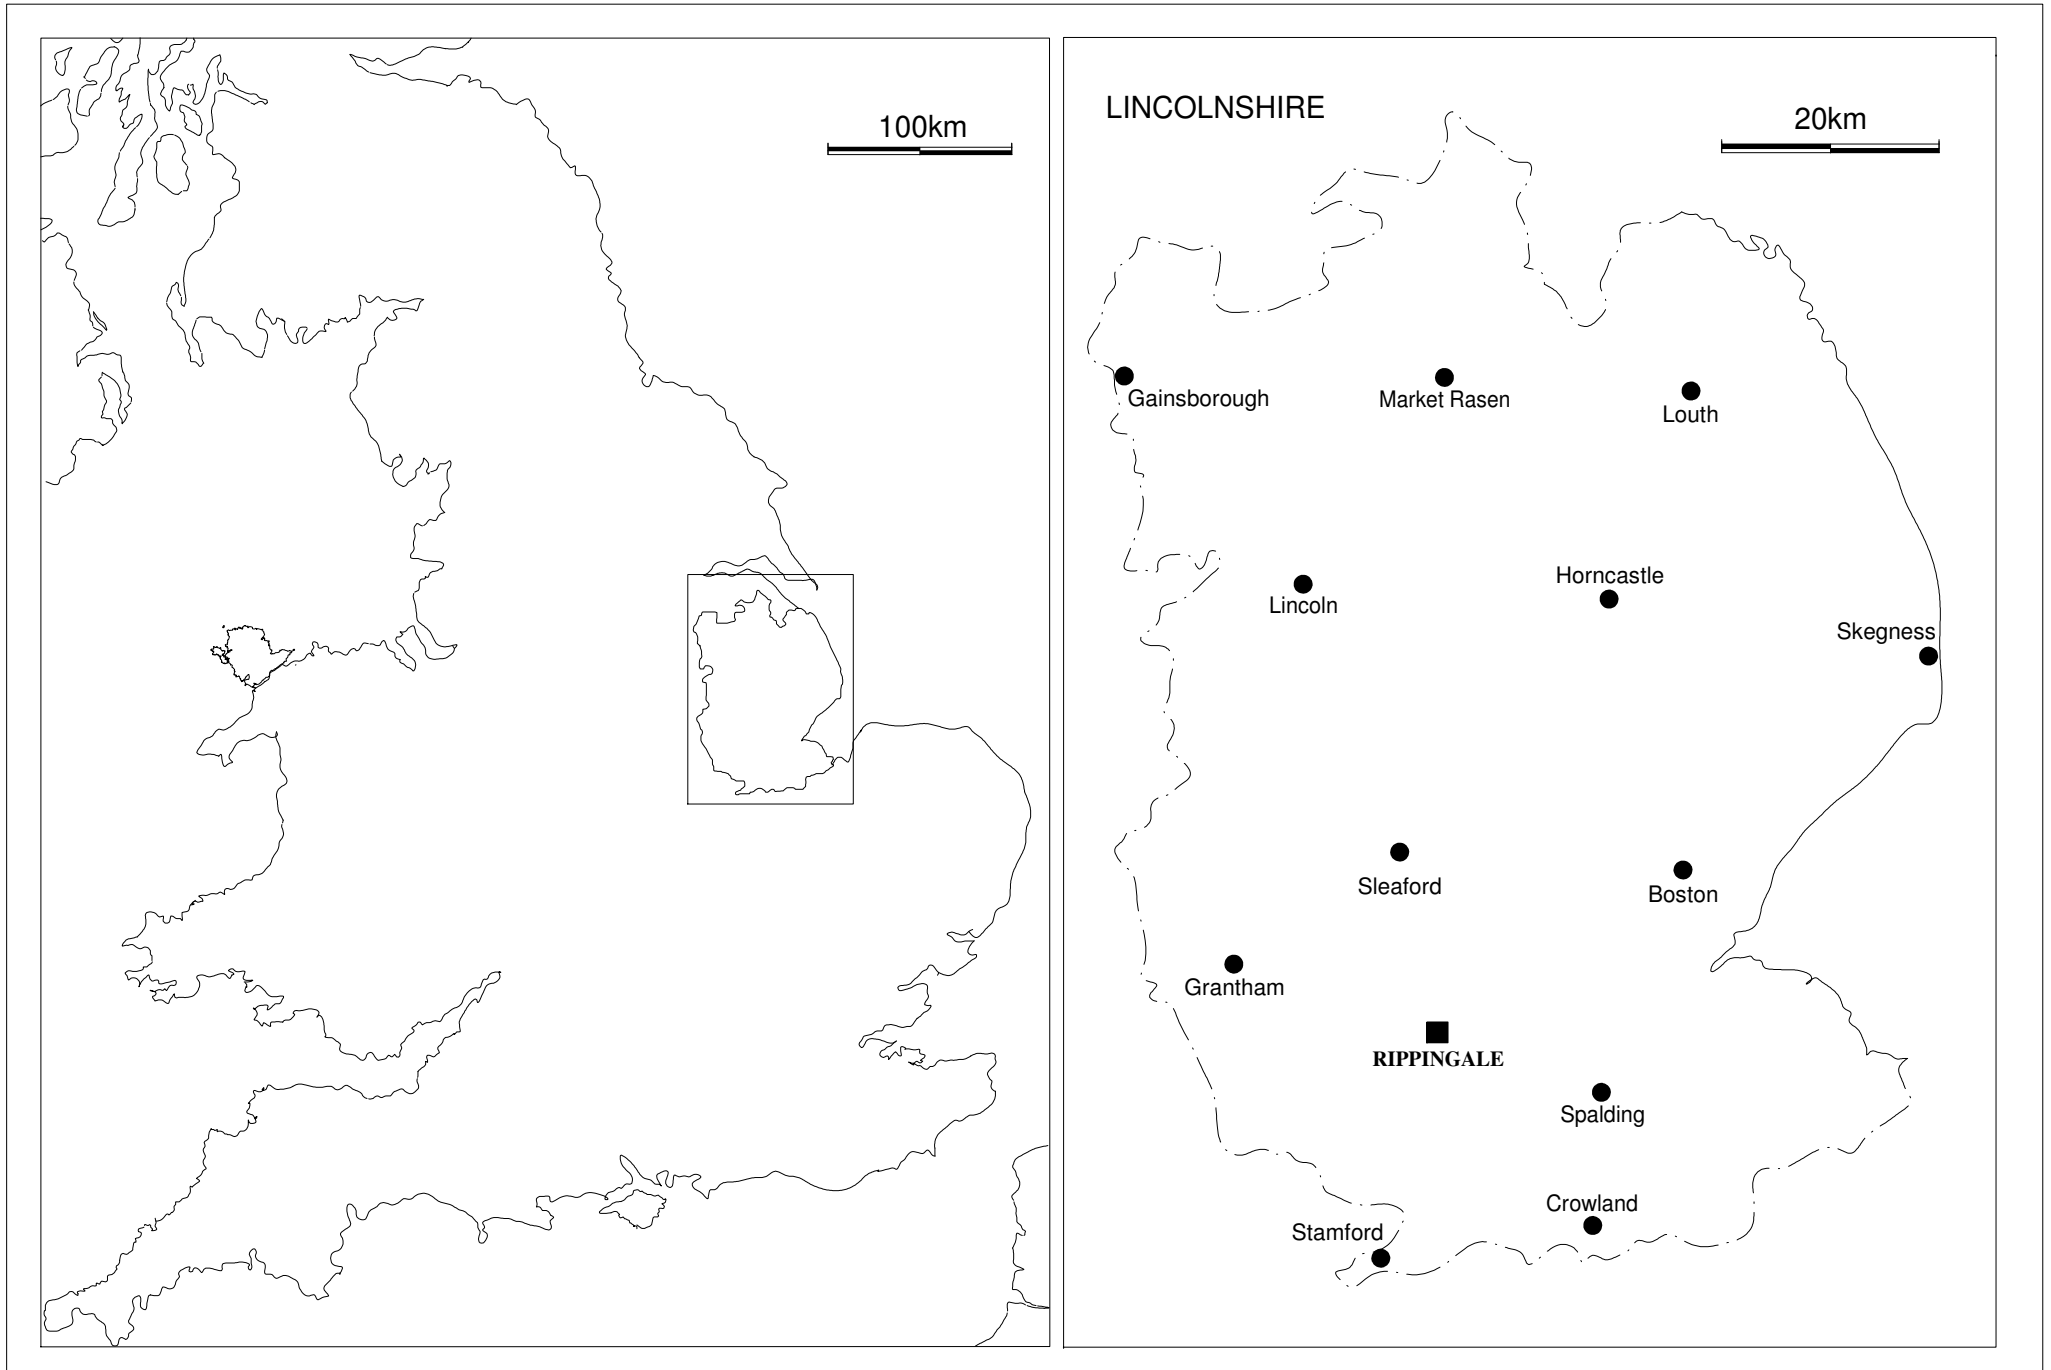 100km
LINCOLNSHIRE
20km
Gainsborough
Market Rasen
Louth
Horncastle
Lincoln
Skegness
Sleaford
Boston
Grantham
RIPPINGALE
Spalding
Crowland
Stamford